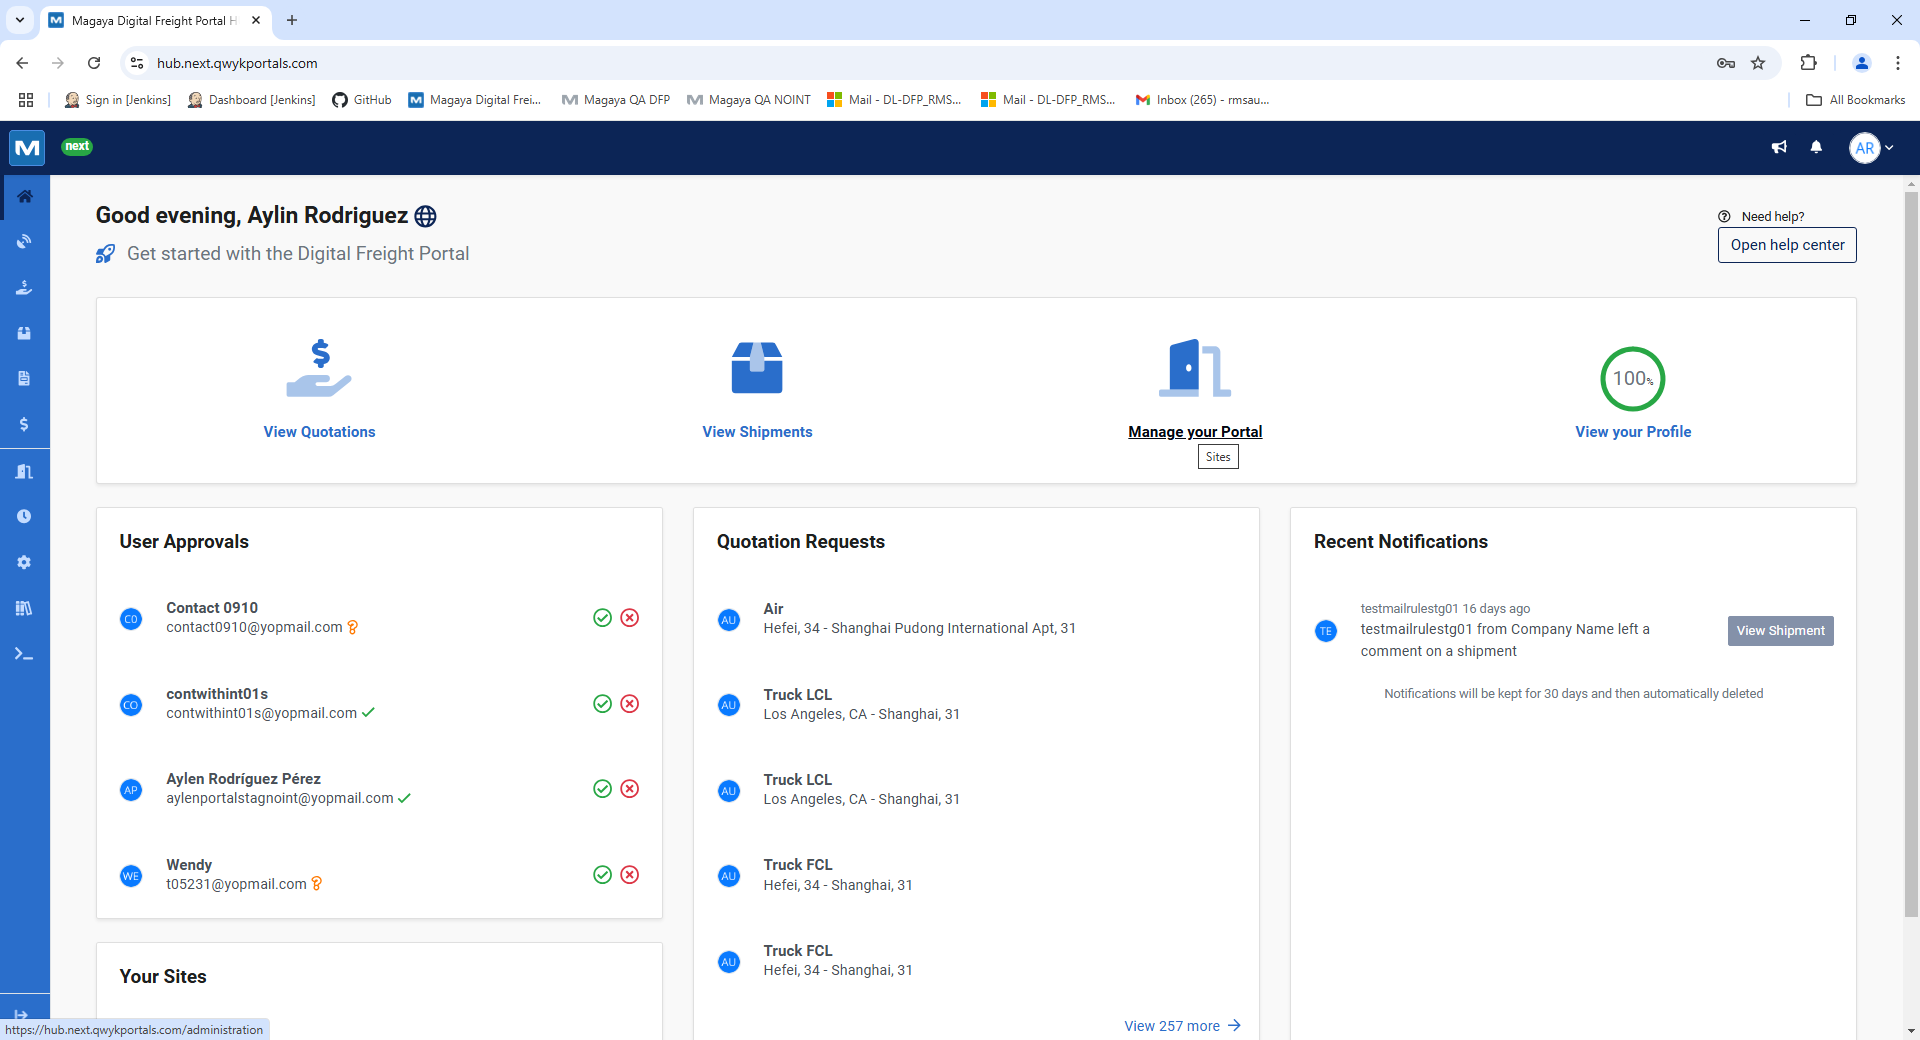 Magaya Digital Freight Portal H
hub.next.qwykportals.com
Sign in [Jenkins]
Dashboard [Jenkins]
GitHub
Magaya Digital Frei...
Magaya QA DFP
Magaya QA NOINT
Mail - DL-DFP_RMS...
Mail - DL-DFP_RMS...
Inbox (265) - rmsau...
All Bookmarks
next
AR
Good evening, Aylin Rodriguez
Get started with the Digital Freight Portal
Need help?
Open help center
View Quotations
View Shipments
Manage your Portal
Sites
100%
View your Profile
User Approvals
C0
Contact 0910
contact0910@yopmail.com
CO
contwithint01s
contwithint01s@yopmail.com
AP
Aylen Rodríguez Pérez
aylenportalstagnoint@yopmail.com
WE
Wendy
t05231@yopmail.com
Your Sites
Quotation Requests
AU
Air
Hefei, 34 - Shanghai Pudong International Apt, 31
AU
Truck LCL
Los Angeles, CA - Shanghai, 31
AU
Truck LCL
Los Angeles, CA - Shanghai, 31
AU
Truck FCL
Hefei, 34 - Shanghai, 31
AU
Truck FCL
Hefei, 34 - Shanghai, 31
View 257 more
Recent Notifications
TE
testmailrulestg01 16 days ago
testmailrulestg01 from Company Name left a
comment on a shipment
View Shipment
Notifications will be kept for 30 days and then automatically deleted
https://hub.next.qwykportals.com/administration